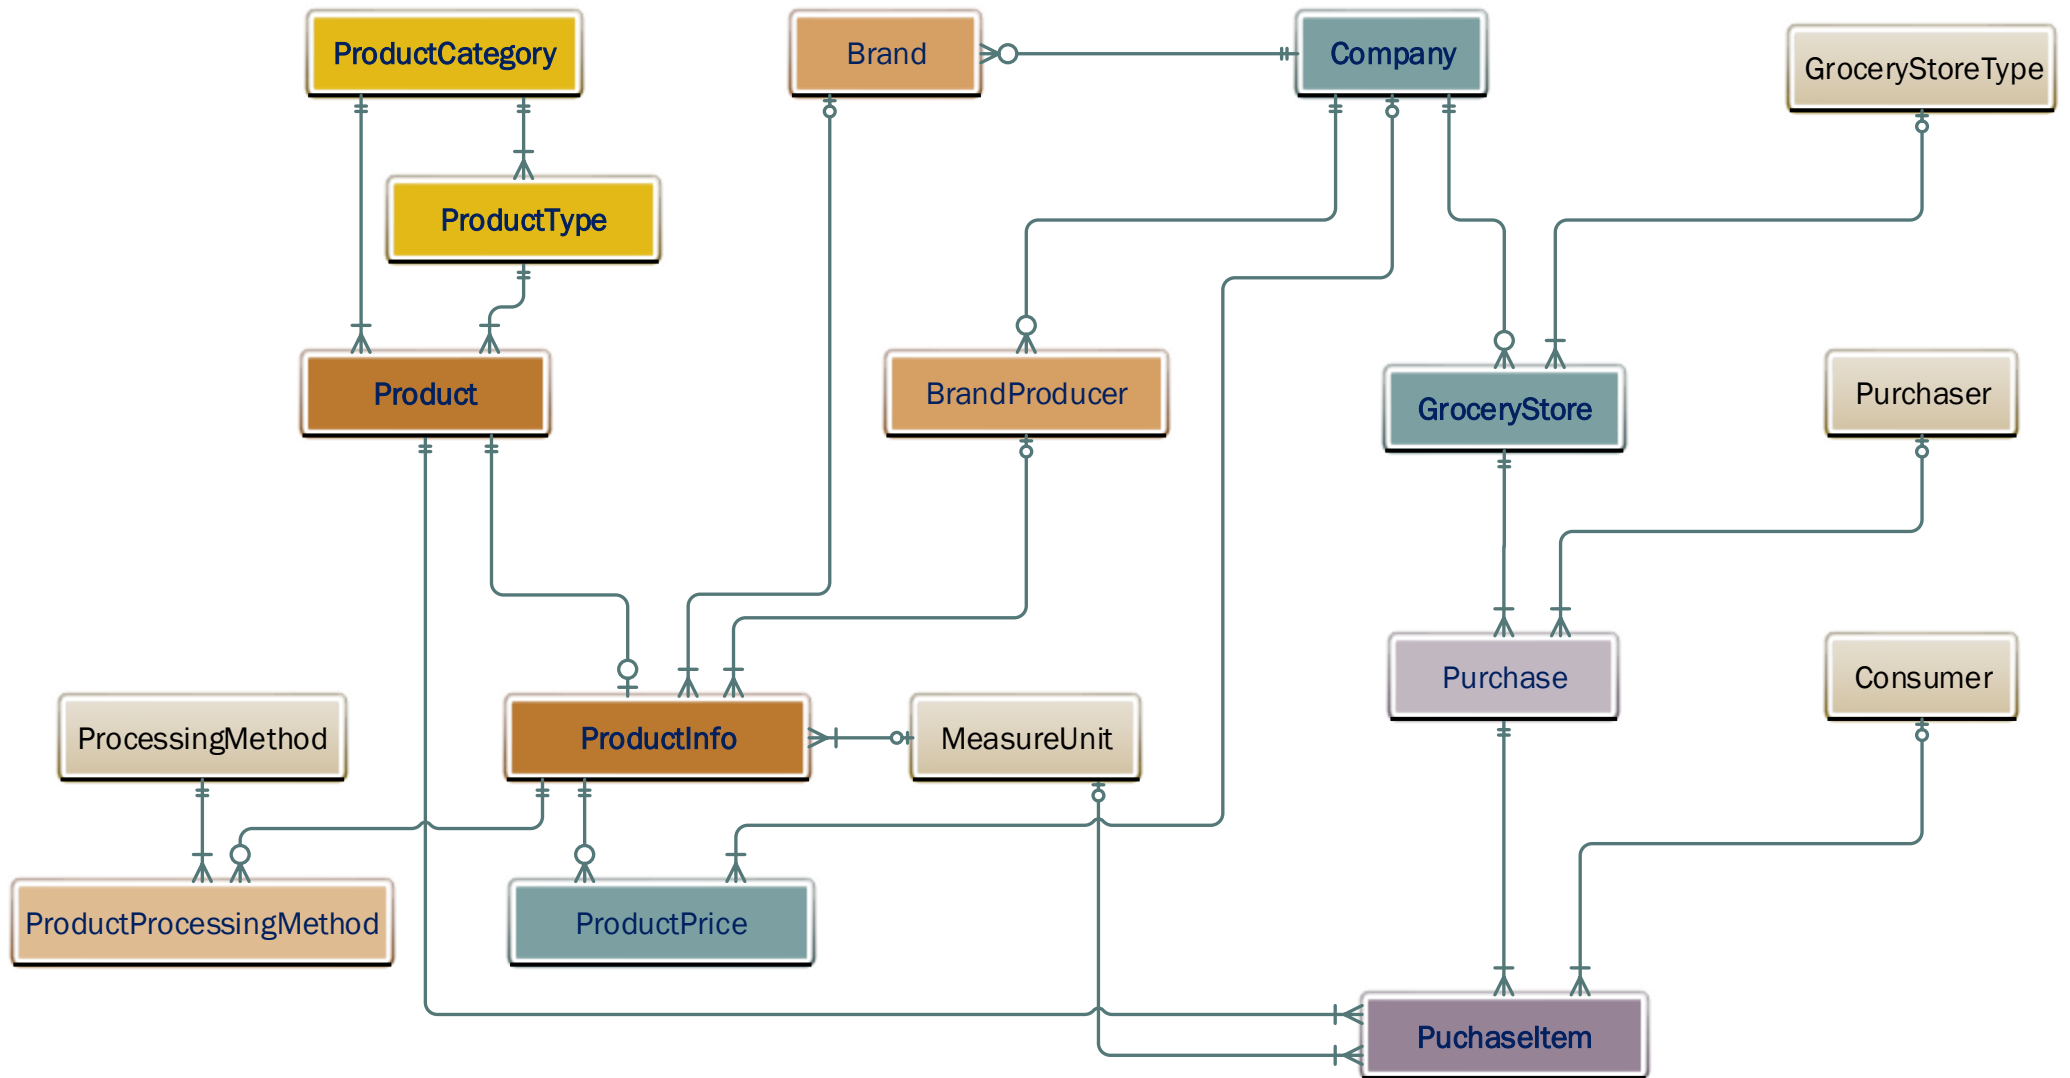 ProductCategory
Brand
Company
GroceryStoreType
ProductType
Product
BrandProducer
GroceryStore
Purchaser
Purchase
Consumer
ProcessingMethod
ProductInfo
MeasureUnit
ProductProcessingMethod
ProductPrice
PuchaseItem